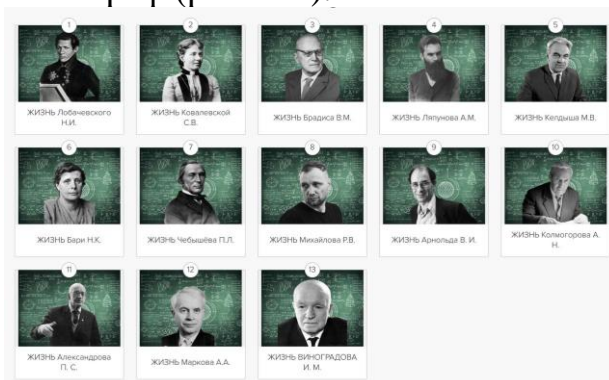 1
ЖИЗНЬ Лобачевского
Н.И.
2
ЖИЗНЬ Ковалевской
С.В.
3
ЖИЗНЬ Брадиса В.М.
4
ЖИЗНЬ Ляпунова А.М.
5
ЖИЗНЬ Келдыша М.В.
6
ЖИЗНЬ Бари Н.К.
7
ЖИЗНЬ Чебышёва П.Л.
8
ЖИЗНЬ Михайлова Р.В.
9
ЖИЗНЬ Арнольда В. И.
10
ЖИЗНЬ Колмогорова А.
Н.
11
ЖИЗНЬ Александрова
П. С.
12
ЖИЗНЬ Маркова А.А.
13
ЖИЗНЬ ВИНОГРАДОВА
И. М.